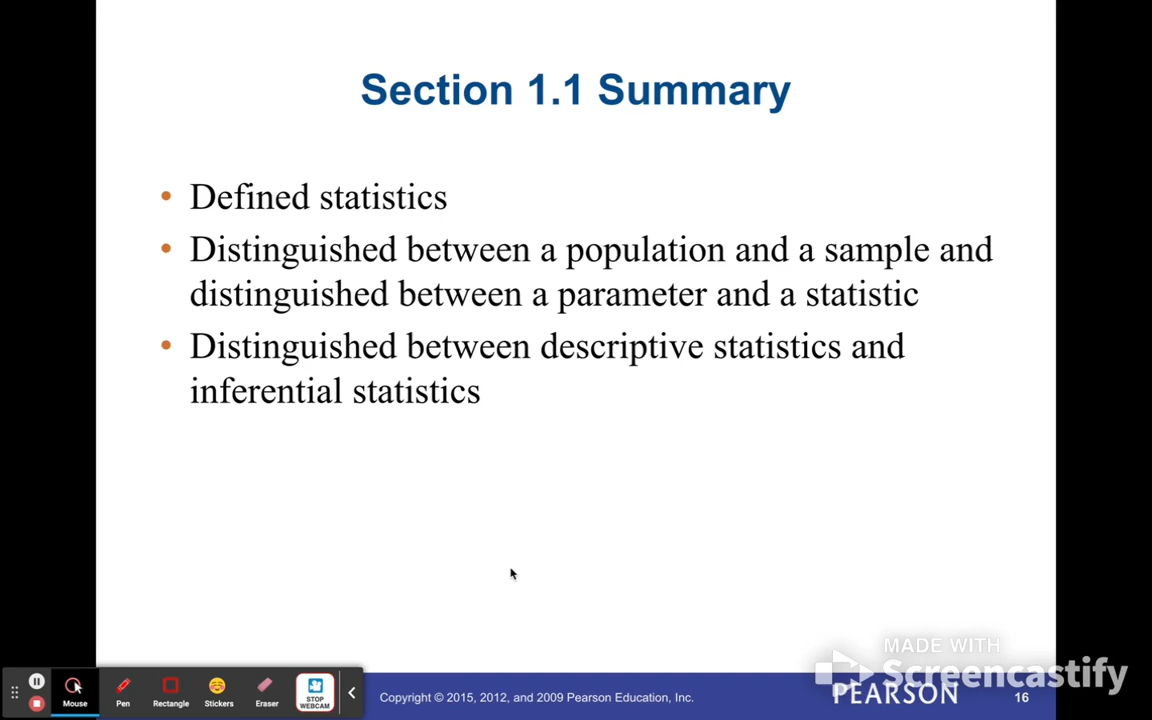 Section 1.1 Summary
• Defined statistics
• Distinguished between a population and a sample and
distinguished between a parameter and a statistic
• Distinguished between descriptive statistics and
inferential statistics
MADE WITH
Screencastify
Mouse
Pen
Rectangle
Stickers
Eraser
STOP
WEBCAM
Copyright © 2015, 2012, and 2009 Pearson Education, Inc.
PEARSON
16